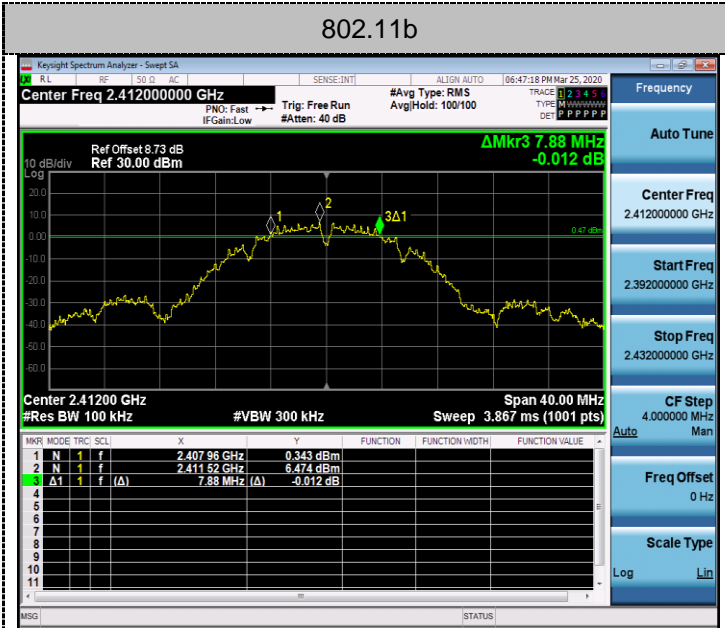 802.11b
Keysight Spectrum Analyzer - Swept SA
RL RF 50 Ω AC SENSE:INT ALIGN AUTO 06:47:18 PM Mar 25, 2020
Center Freq 2.412000000 GHz
PNO: Fast
IFGain:Low
Trig: Free Run
#Atten: 40 dB
#Avg Type: RMS
Avg|Hold: 100/100
TRACE 1 2 3 4 5 6
TYPE M W W W W W
DET P P P P P P
Frequency
Auto Tune
Center Freq
2.412000000 GHz
Start Freq
2.392000000 GHz
Stop Freq
2.432000000 GHz
CF Step
4.000000 MHz
Auto Man
Freq Offset
0 Hz
Scale Type
Log Lin
ΔMkr3 7.88 MHz
-0.012 dB
Ref Offset 8.73 dB
10 dB/div Ref 30.00 dBm
Log
20.0
10.0
0.00
-10.0
-20.0
-30.0
-40.0
-50.0
-60.0
1
2
3Δ1
0.47 dBm
Center 2.41200 GHz Span 40.00 MHz
#Res BW 100 kHz #VBW 300 kHz Sweep 3.867 ms (1001 pts)
MKR MODE TRC SCL X Y FUNCTION FUNCTION WIDTH FUNCTION VALUE
1 N 1 f 2.407 96 GHz 0.343 dBm
2 N 1 f 2.411 52 GHz 6.474 dBm
3 Δ1 1 f (Δ) 7.88 MHz (Δ) -0.012 dB
4
5
6
7
8
9
10
11
MSG STATUS